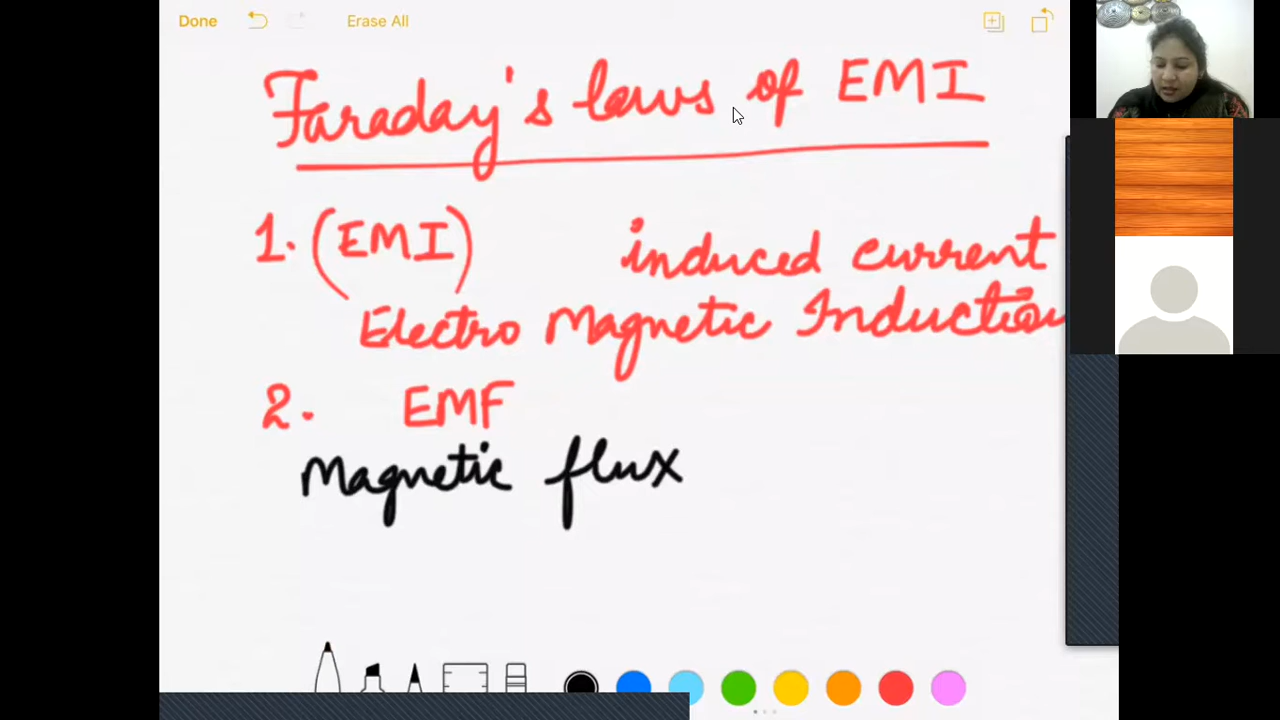 Done Erase All
Faraday's laws of EMI
1. (EMI) induced current
Electro Magnetic Induction
2. EMF
Magnetic flux